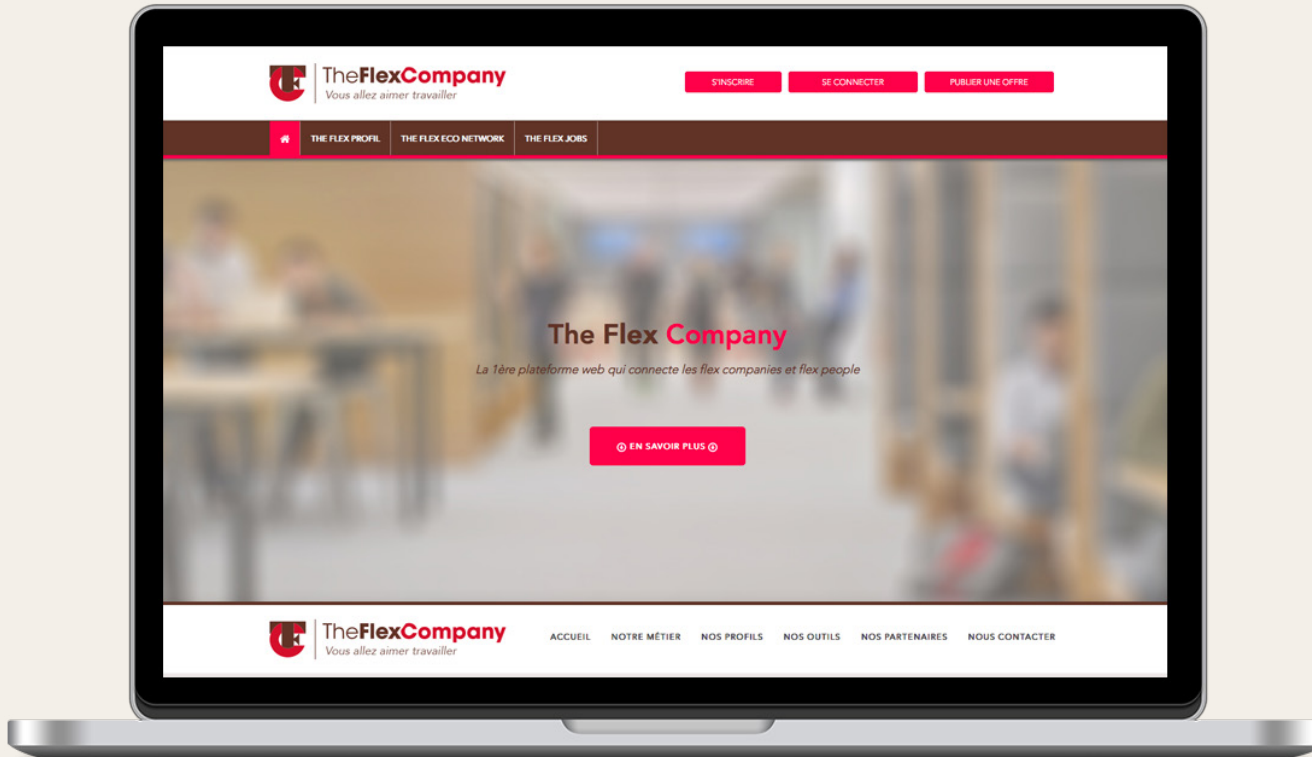 TheFlexCompany
Vous allez aimer travailler
S'INSCRIRE SE CONNECTER PUBLIER UNE OFFRE
THE FLEX PROFIL THE FLEX ECO NETWORK THE FLEX JOBS
The Flex Company
La 1ère plateforme web qui connecte les flex companies et flex people
EN SAVOIR PLUS
TheFlexCompany
Vous allez aimer travailler
ACCUEIL NOTRE MÉTIER NOS PROFILS NOS OUTILS NOS PARTENAIRES NOUS CONTACTER